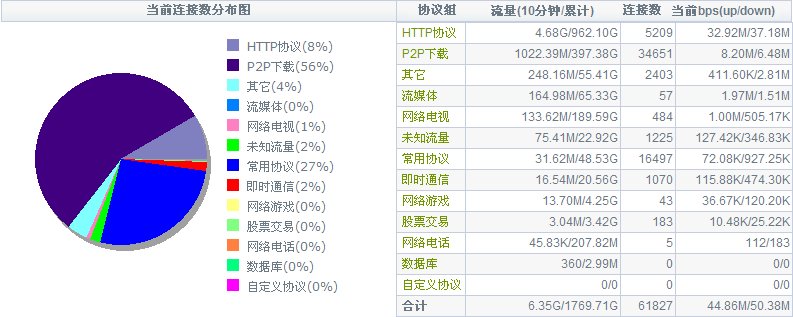 当前连接数分布图
HTTP协议(8%)
P2P下载(56%)
其它(4%)
流媒体(0%)
网络电视(1%)
未知流量(2%)
常用协议(27%)
即时通信(2%)
网络游戏(0%)
股票交易(0%)
网络电话(0%)
数据库(0%)
自定义协议(0%)
协议组 流量(10分钟/累计) 连接数 当前bps(up/down)
HTTP协议 4.68G/962.10G 5209 32.92M/37.18M
P2P下载 1022.39M/397.38G 34651 8.20M/6.48M
其它 248.16M/55.41G 2403 411.60K/2.81M
流媒体 164.98M/65.33G 57 1.97M/1.51M
网络电视 133.62M/189.59G 484 1.00M/505.17K
未知流量 75.41M/22.92G 1225 127.42K/346.83K
常用协议 31.62M/48.53G 16497 72.08K/927.25K
即时通信 16.54M/20.56G 1070 115.88K/474.30K
网络游戏 13.70M/4.25G 43 36.67K/120.20K
股票交易 3.04M/3.42G 183 10.48K/25.22K
网络电话 45.83K/207.82M 5 112/183
数据库 360/2.99M 0 0/0
自定义协议 0/0 0 0/0
合计 6.35G/1769.71G 61827 44.86M/50.38M